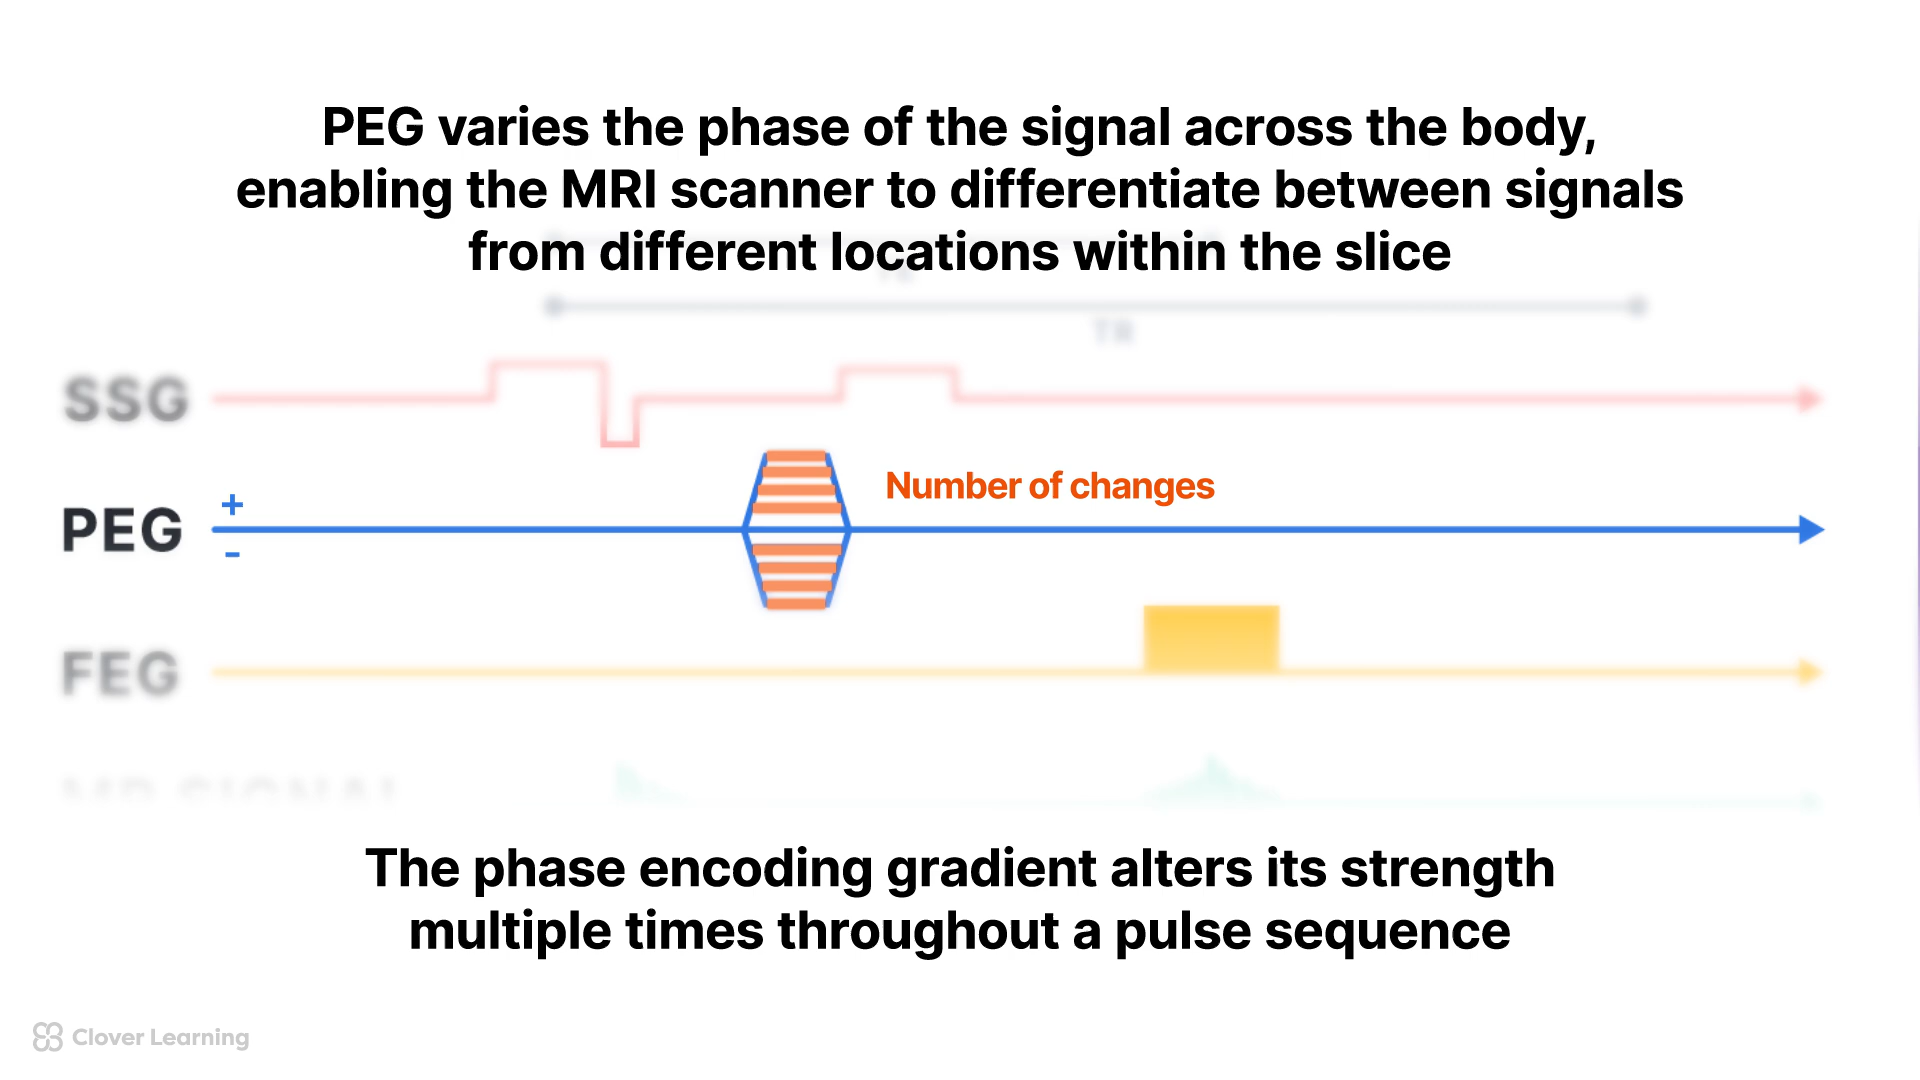 PEG varies the phase of the signal across the body,
enabling the MRI scanner to differentiate between signals
from different locations within the slice
TR
SSG
Number of changes
+
PEG
-
FEG
The phase encoding gradient alters its strength
multiple times throughout a pulse sequence
Clover Learning